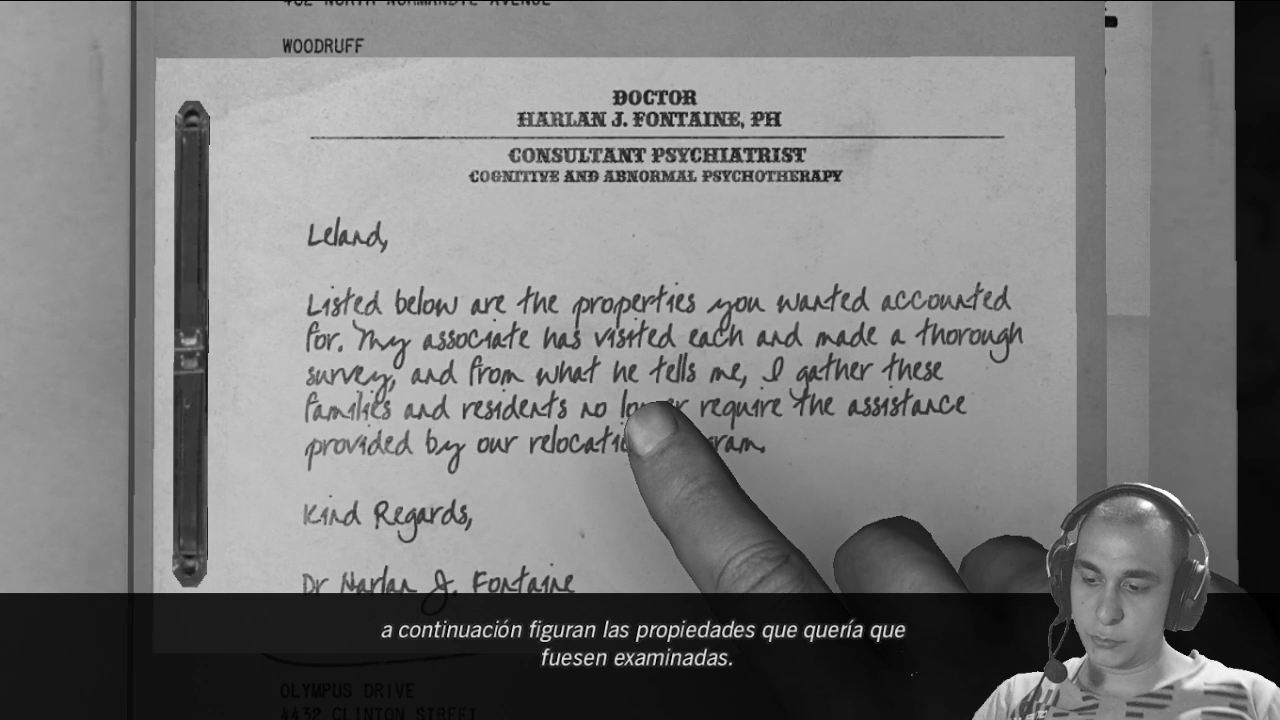 WOODRUFF
DOCTOR
HARLAN J. FONTAINE, PH
CONSULTANT PSYCHIATRIST
COGNITIVE AND ABNORMAL PSYCHOTHERAPY
Leland,
Listed below are the properties you wanted accounted
for. My associate has visited each and made a thorough
survey, and from what he tells me, I gather these
families and residents no longer require the assistance
provided by our
Kind Regards,
Dr Harlan J. Fontaine
a continuación figuran las propiedades que quería que
fuesen examinadas.
OLYMPUS DRIVE
4432 CLINTON STREET